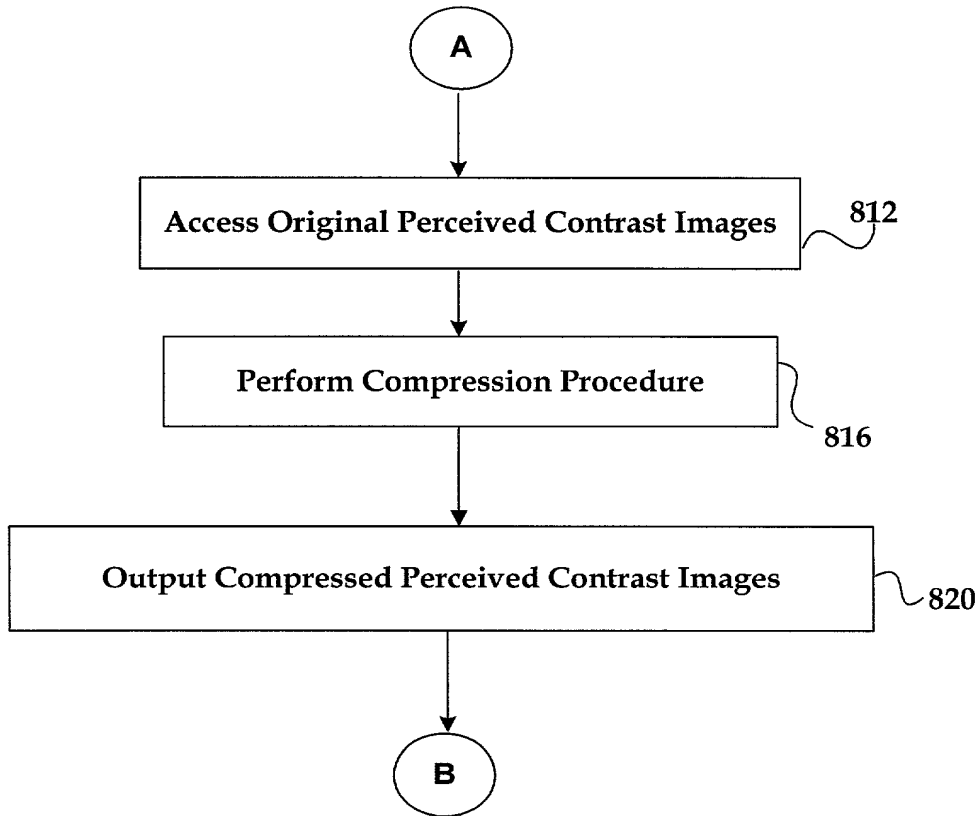 A
Access Original Perceived Contrast Images
812
Perform Compression Procedure
816
Output Compressed Perceived Contrast Images
820
B